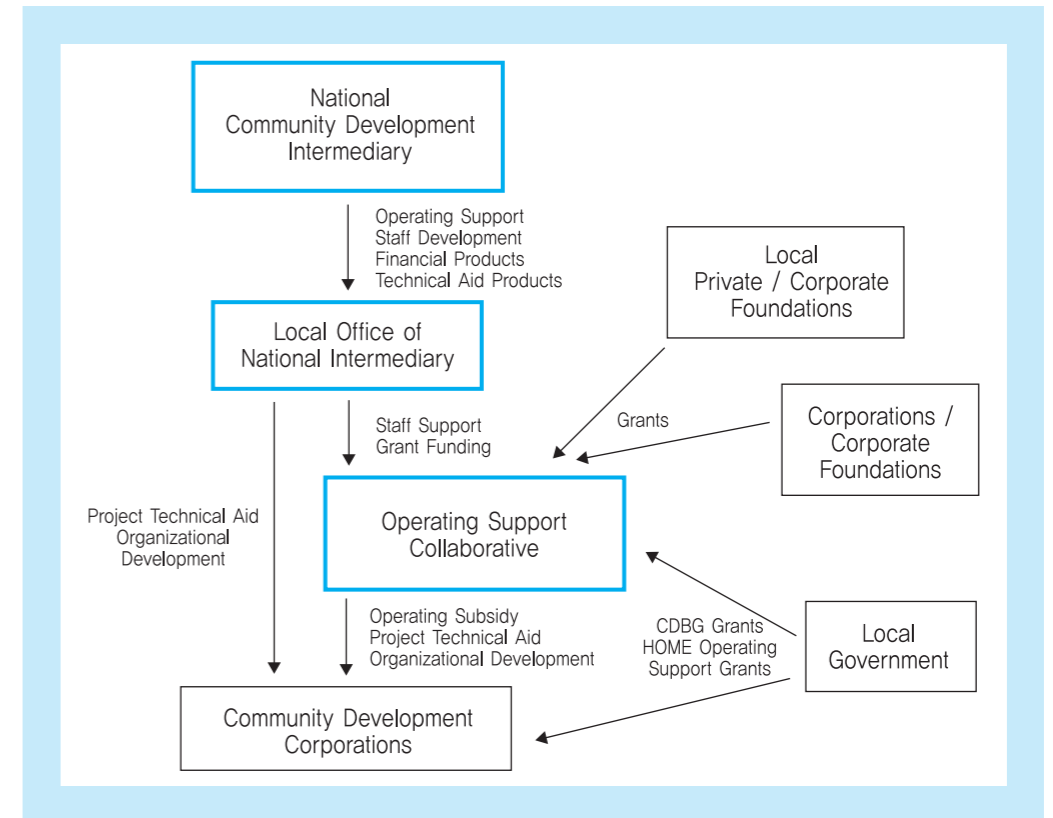 National
Community Development
Intermediary
Operating Support
Staff Development
Financial Products
Technical Aid Products
Local
Private / Corporate
Foundations
Local Office of
National Intermediary
Staff Support
Grant Funding
Grants
Corporations /
Corporate
Foundations
Project Technical Aid
Organizational
Development
Operating Support
Collaborative
Operating Subsidy
Project Technical Aid
Organizational Development
CDBG Grants
HOME Operating
Support Grants
Local
Government
Community Development
Corporations